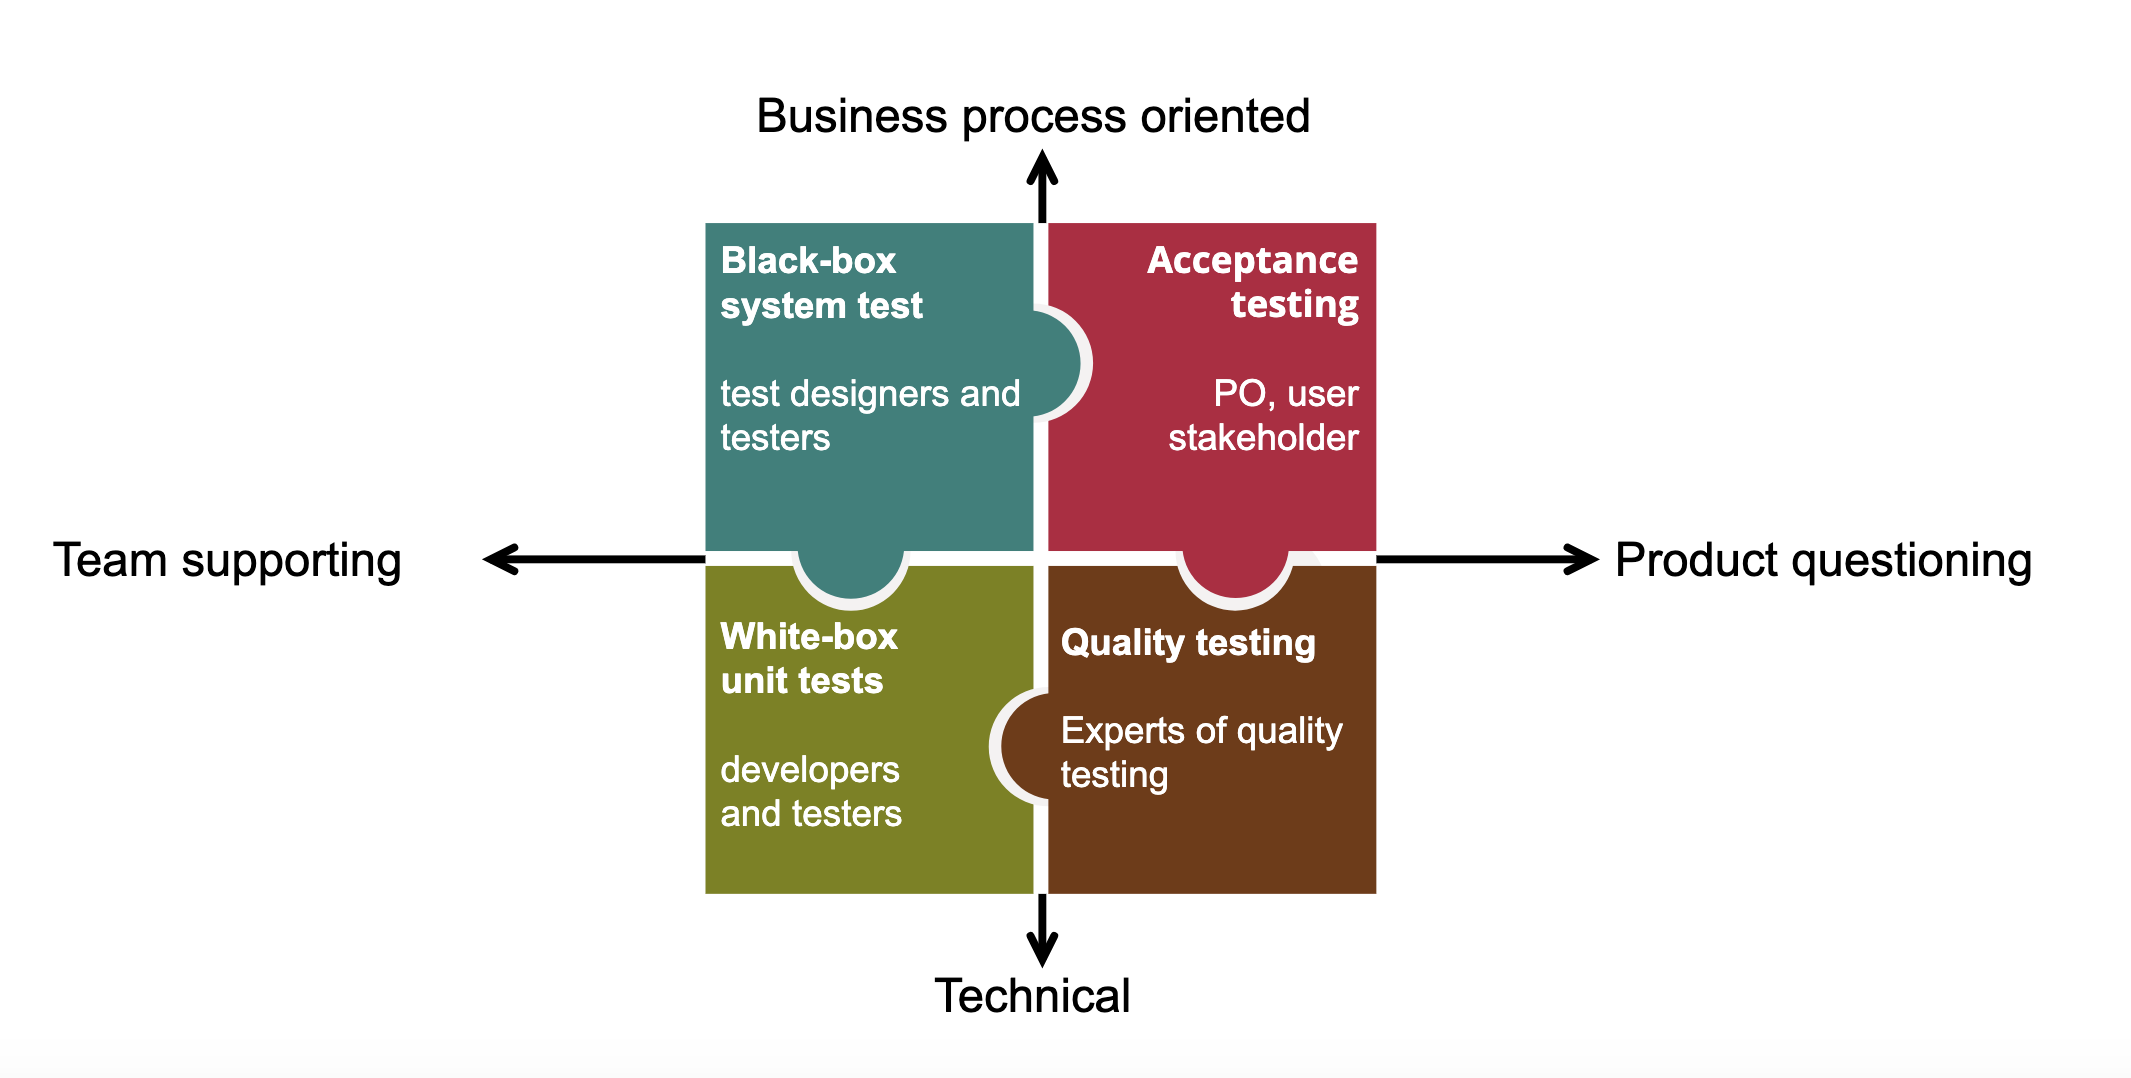 Business process oriented
Black-box
system test
test designers and
testers
Acceptance
testing
PO, user
stakeholder
Team supporting
Product questioning
White-box
unit tests
developers
and testers
Quality testing
Experts of quality
testing
Technical